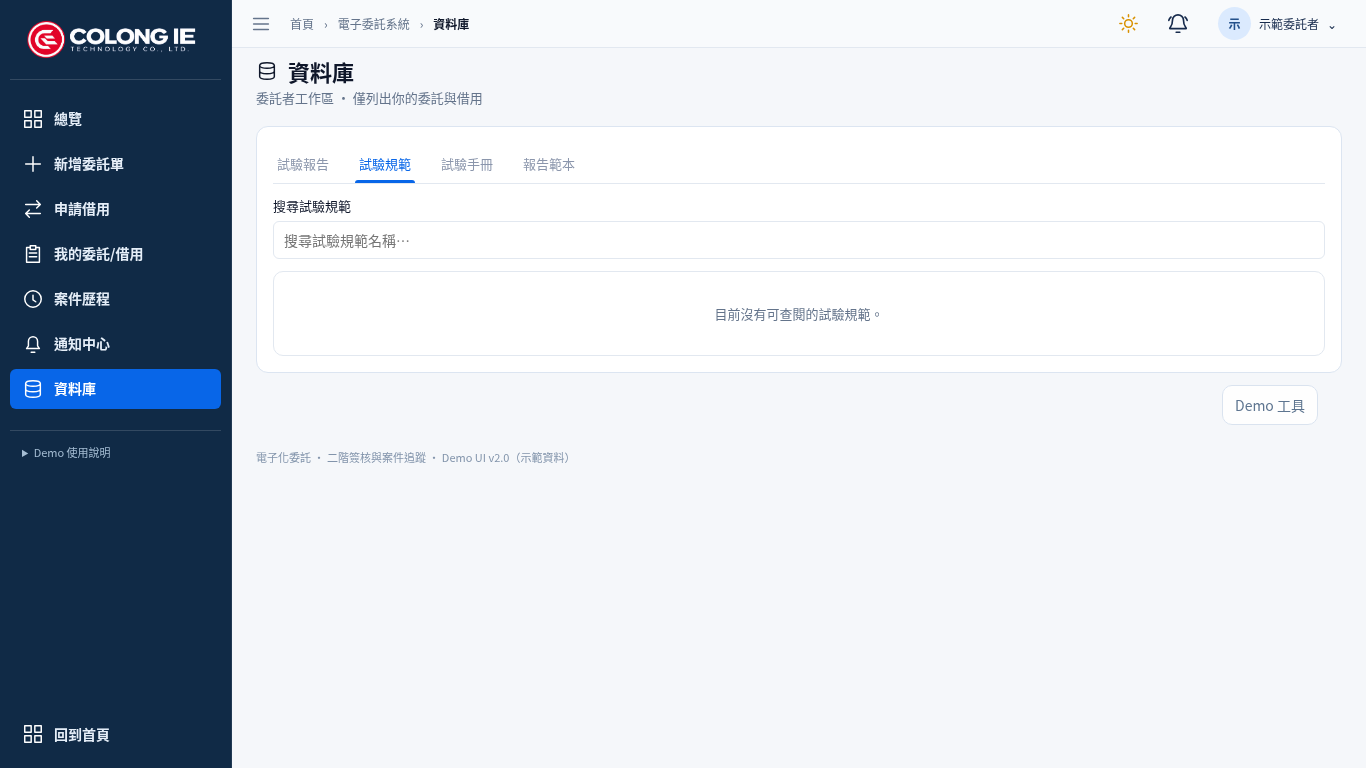 COLONG IE
TECHNOLOGY CO., LTD.
總覽
新增委託單
申請借用
我的委託/借用
案件歷程
通知中心
資料庫
Demo 使用說明
回到首頁
首頁 › 電子委託系統 › 資料庫
示 示範委託者
資料庫
委託者工作區 · 僅列出你的委託與借用
試驗報告 試驗規範 試驗手冊 報告範本
搜尋試驗規範
搜尋試驗規範名稱…
目前沒有可查閱的試驗規範。
Demo 工具
電子化委託 · 二階簽核與案件追蹤 · Demo UI v2.0（示範資料）